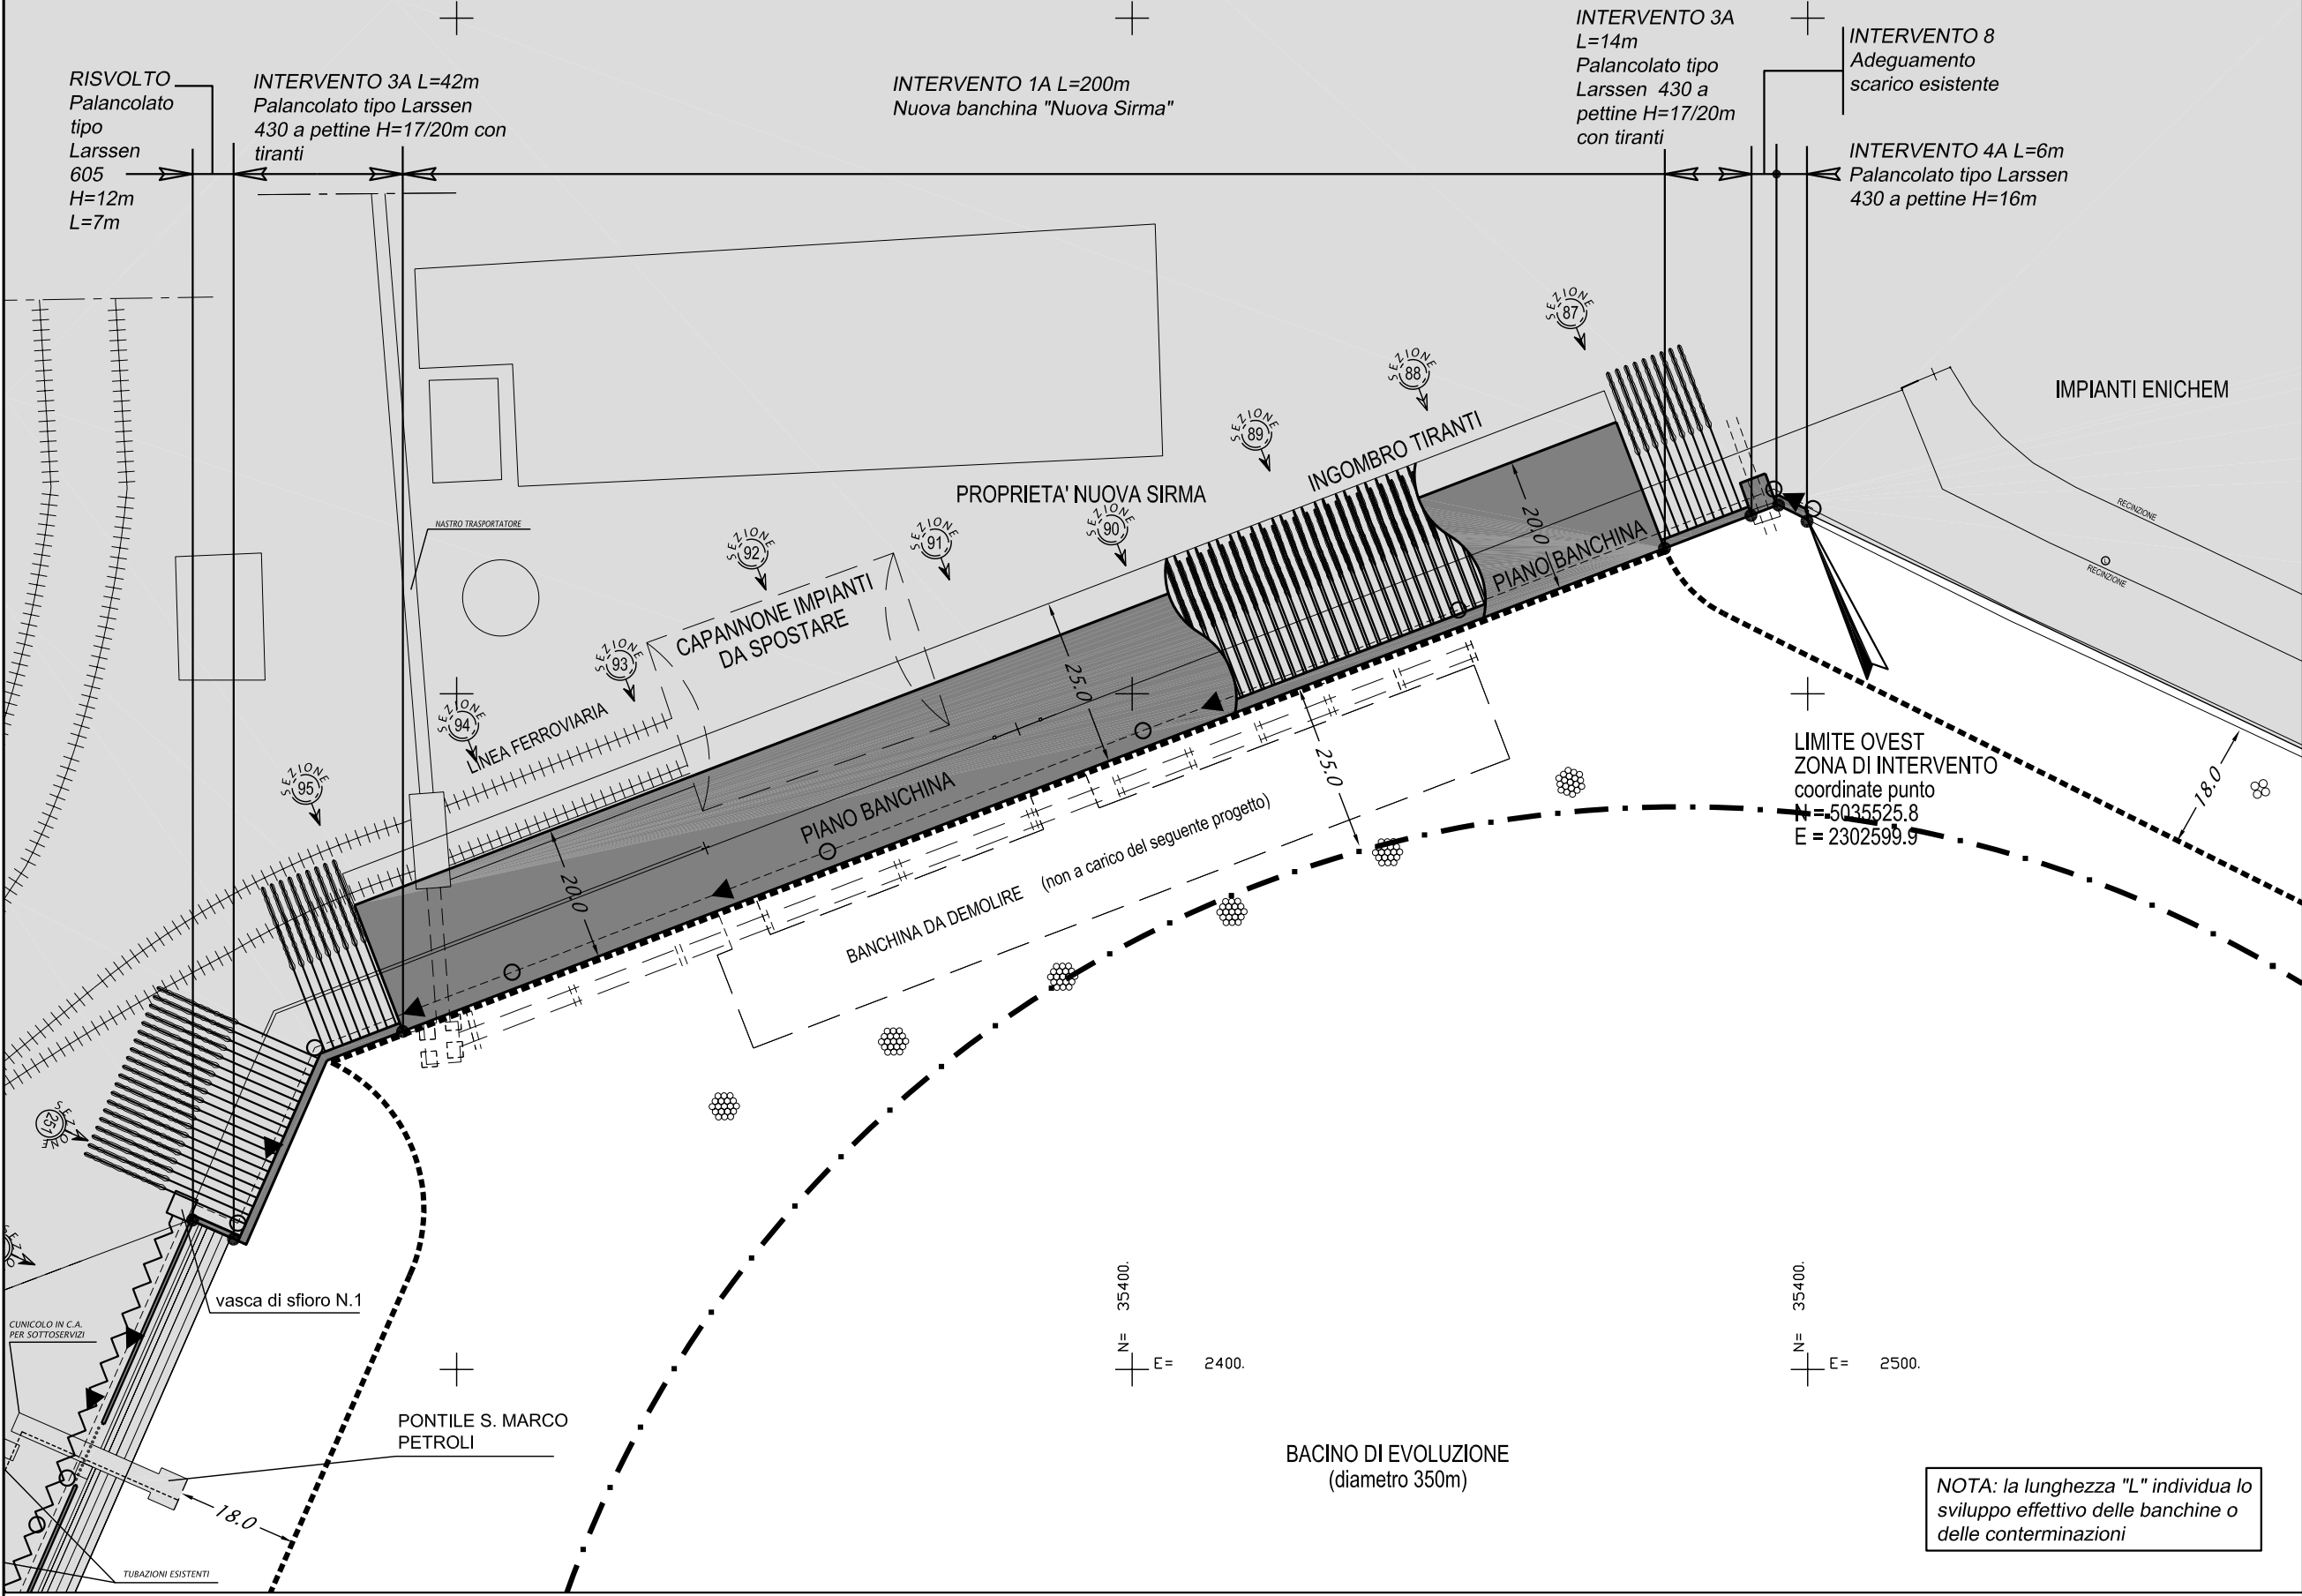 RISVOLTO
Palancolato
tipo
Larssen
605
H=12m
L=7m
INTERVENTO 3A L=42m
Palancolato tipo Larssen
430 a pettine H=17/20m con
tiranti
INTERVENTO 1A L=200m
Nuova banchina "Nuova Sirma"
INTERVENTO 3A
L=14m
Palancolato tipo
Larssen 430 a
pettine H=17/20m
con tiranti
INTERVENTO 8
Adeguamento
scarico esistente
INTERVENTO 4A L=6m
Palancolato tipo Larssen
430 a pettine H=16m
IMPIANTI ENICHEM
SEZIONE
87
SEZIONE
88
SEZIONE
89
SEZIONE
90
SEZIONE
91
SEZIONE
92
SEZIONE
93
SEZIONE
94
SEZIONE
95
SEZIONE
251
INGOMBRO TIRANTI
PROPRIETA' NUOVA SIRMA
NASTRO TRASPORTATORE
RECINZIONE
RECINZIONE
20.0
PIANO BANCHINA
CAPANNONE IMPIANTI
DA SPOSTARE
25.0
LINEA FERROVIARIA
25.0
PIANO BANCHINA
20.0
BANCHINA DA DEMOLIRE (non a carico del seguente progetto)
LIMITE OVEST
ZONA DI INTERVENTO
coordinate punto
N = 5035525.8
E = 2302599.9
18.0
vasca di sfioro N.1
CUNICOLO IN C.A.
PER SOTTOSERVIZI
PONTILE S. MARCO
PETROLI
18.0
TUBAZIONI ESISTENTI
N= 35400.
E= 2400.
N= 35400.
E= 2500.
BACINO DI EVOLUZIONE
(diametro 350m)
NOTA: la lunghezza "L" individua lo
sviluppo effettivo delle banchine o
delle conterminazioni